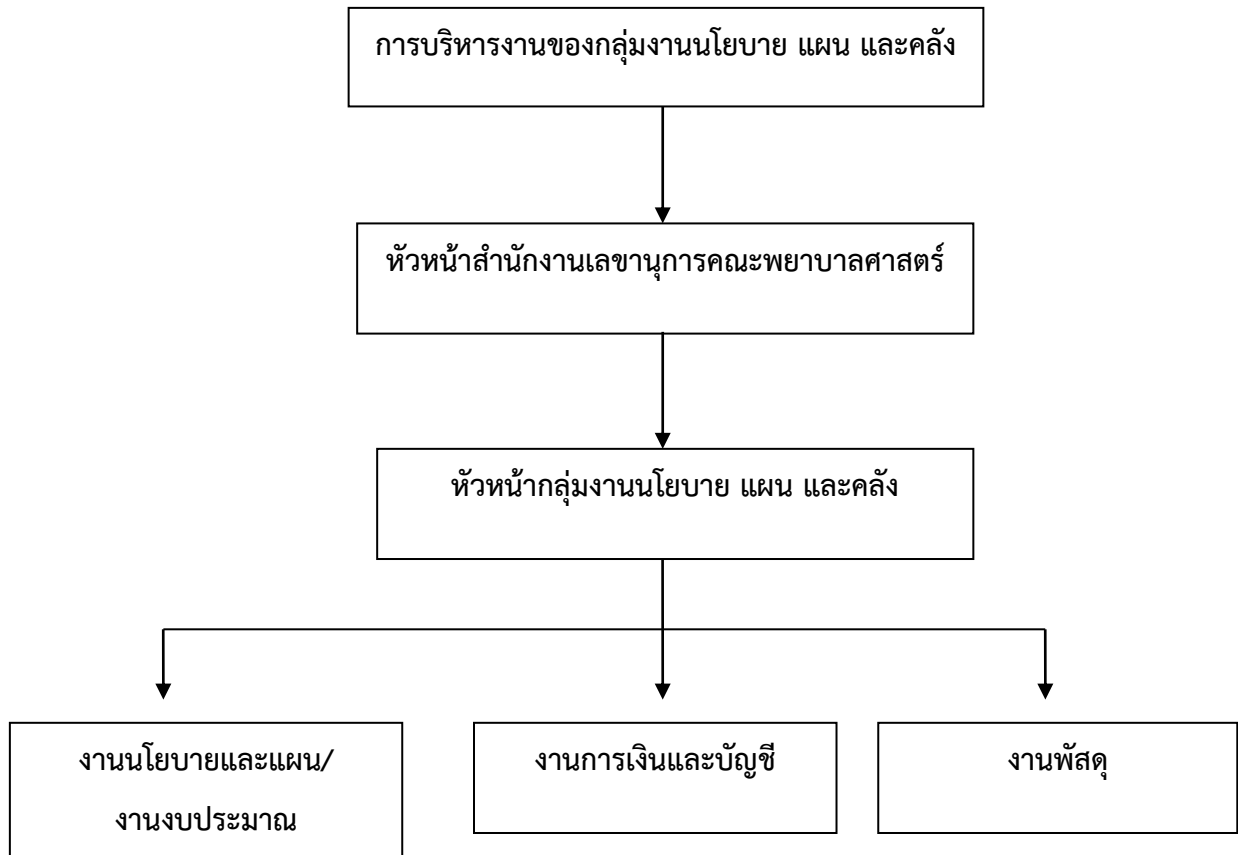 การบริหารงานของกลุ่มงานนโยบาย แผน และคลัง
หัวหน้าสำนักงานเลขานุการคณะพยาบาลศาสตร์
หัวหน้ากลุ่มงานนโยบาย แผน และคลัง
งานนโยบายและแผน/
งานงบประมาณ
งานการเงินและบัญชี
งานพัสดุ